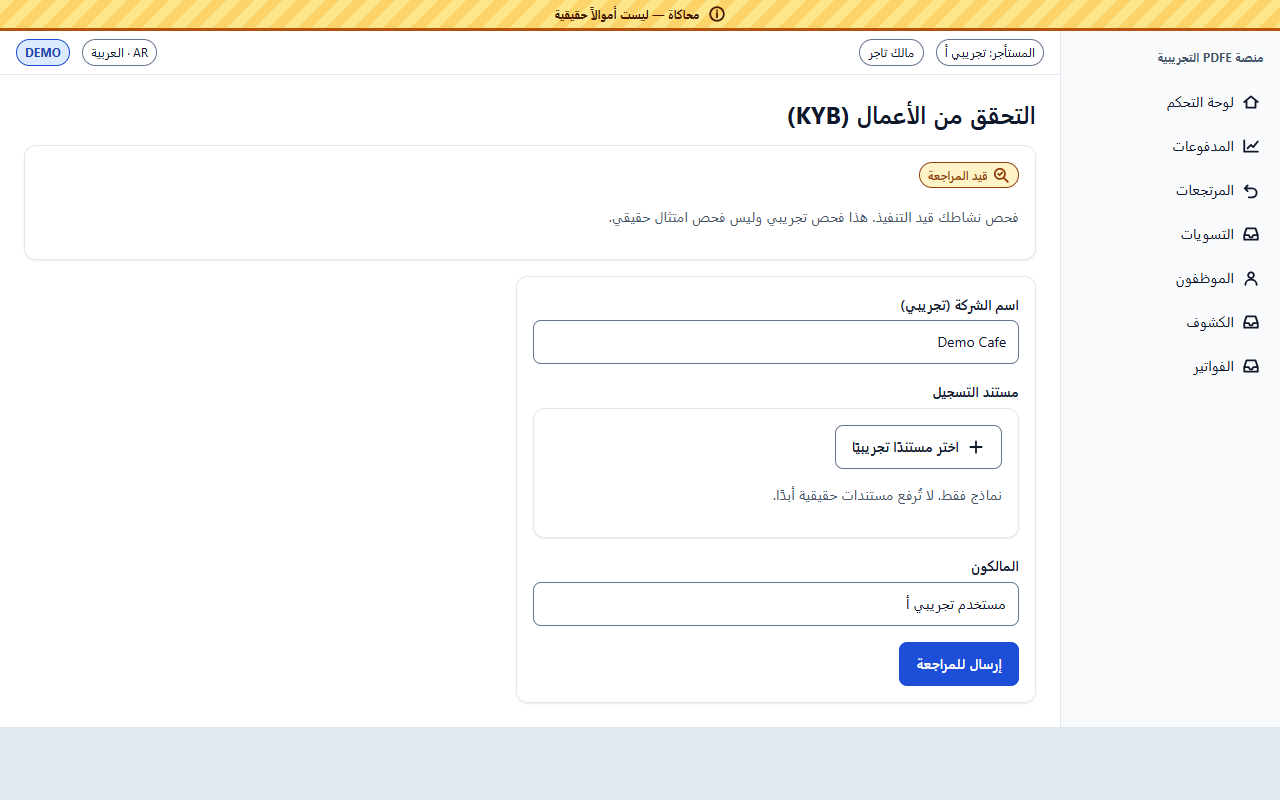 محاكاة — ليست أموالاً حقيقية
منصة PDFE التجريبية
لوحة التحكم
المدفوعات
المرتجعات
التسويات
الموظفون
الكشوف
الفواتير
المستأجر: تجريبي أ
مالك تاجر
AR · العربية
DEMO
التحقق من الأعمال (KYB)
قيد المراجعة
فحص نشاطك قيد التنفيذ. هذا فحص تجريبي وليس فحص امتثال حقيقي.
اسم الشركة (تجريبي)
Demo Cafe
مستند التسجيل
اختر مستندًا تجريبيًا
نماذج فقط. لا تُرفع مستندات حقيقية أبدًا.
المالكون
مستخدم تجريبي أ
إرسال للمراجعة